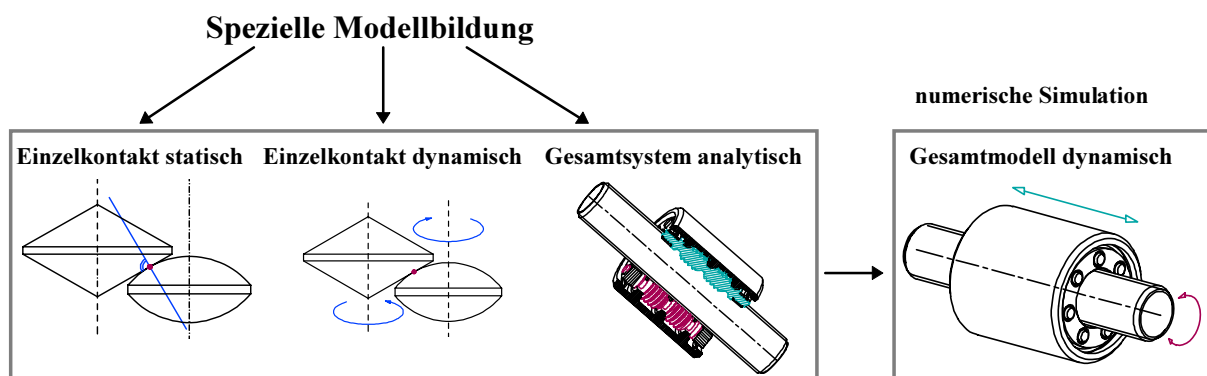 Spezielle Modellbildung
numerische Simulation
Einzelkontakt statisch
Einzelkontakt dynamisch
Gesamtsystem analytisch
Gesamtmodell dynamisch